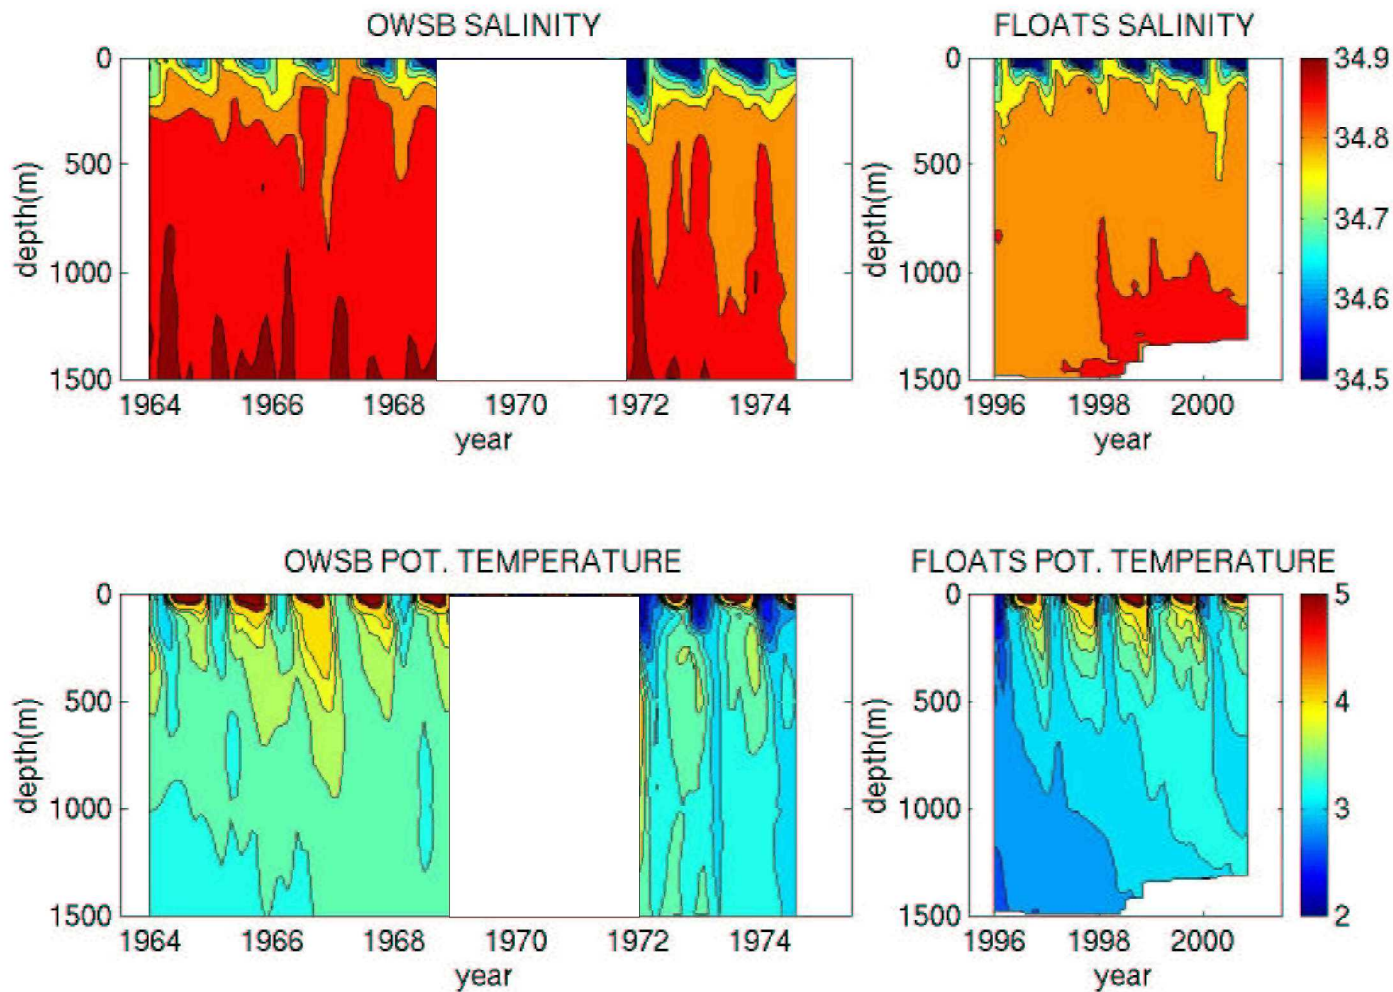 OWSB SALINITY
FLOATS SALINITY
0
500
1000
1500
depth(m)
1964 1966 1968 1970 1972 1974
year
0
500
1000
1500
depth(m)
1996 1998 2000
year
34.9
34.8
34.7
34.6
34.5
OWSB POT. TEMPERATURE
FLOATS POT. TEMPERATURE
0
500
1000
1500
depth(m)
1964 1966 1968 1970 1972 1974
year
0
500
1000
1500
depth(m)
1996 1998 2000
year
5
4
3
2